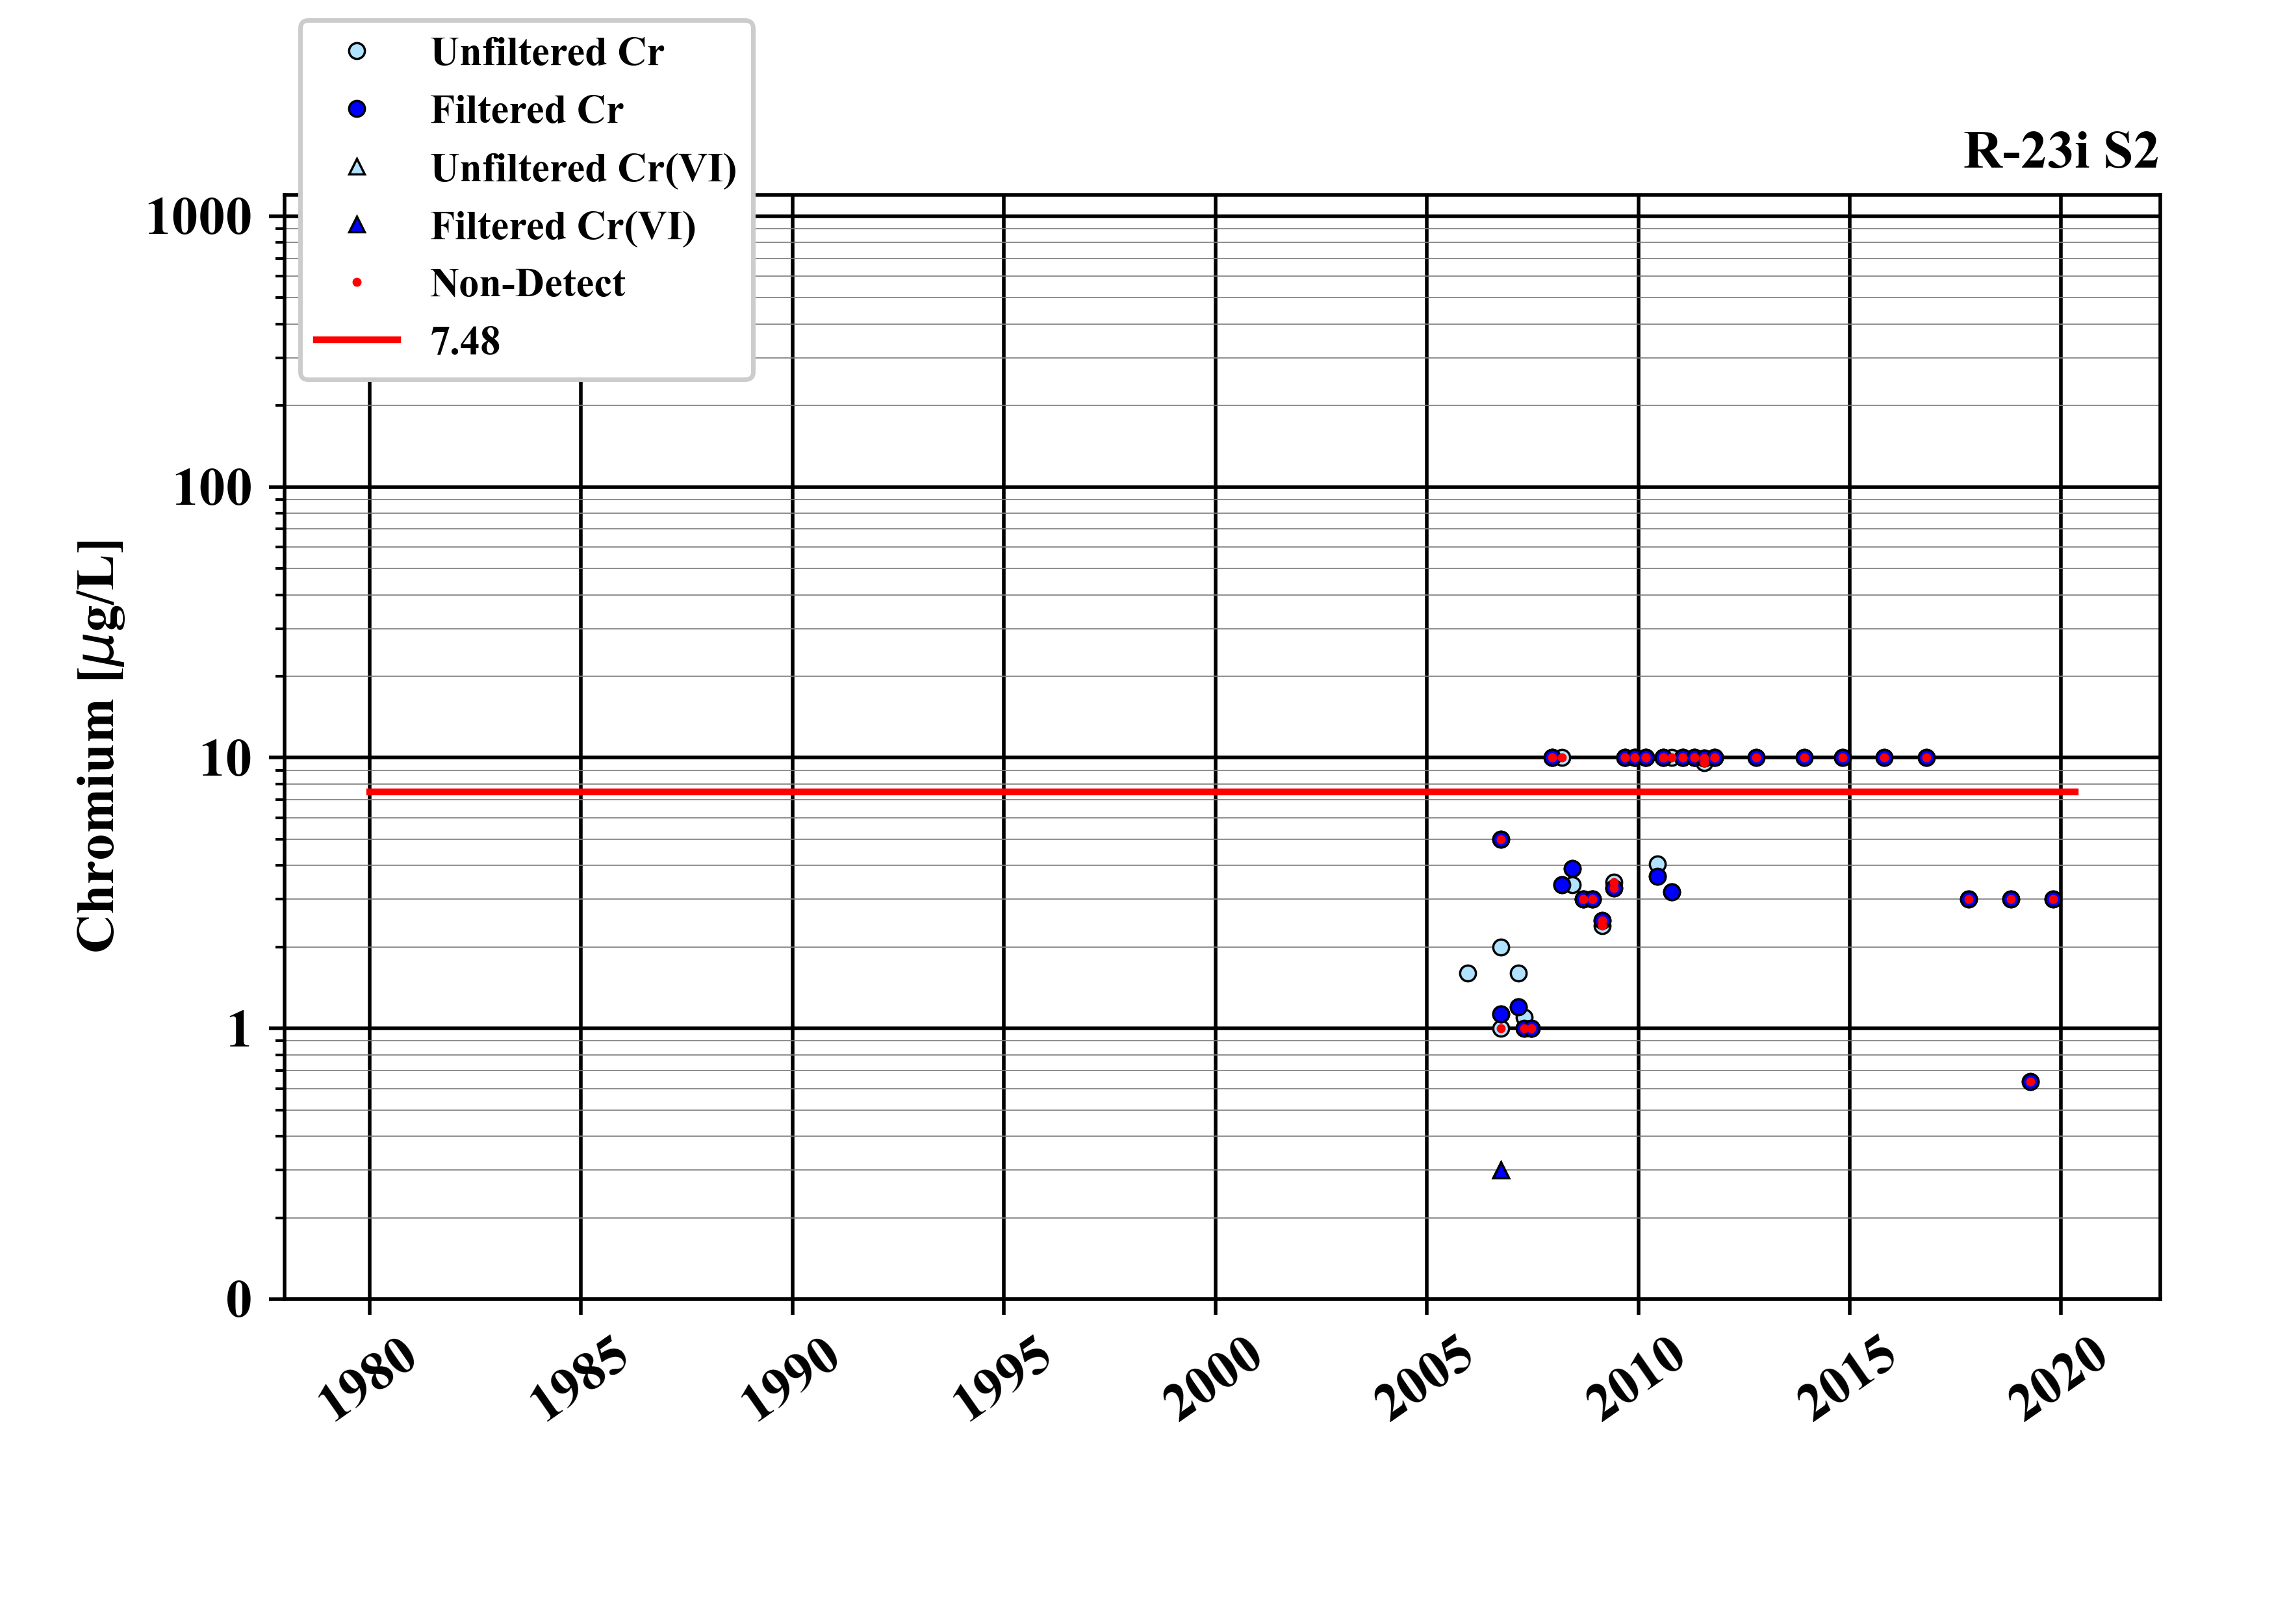 Unfiltered Cr
Filtered Cr
Unfiltered Cr(VI)
Filtered Cr(VI)
Non-Detect
7.48
R-23i S2
1000
100
10
1
0
Chromium [μg/L]
1980
1985
1990
1995
2000
2005
2010
2015
2020